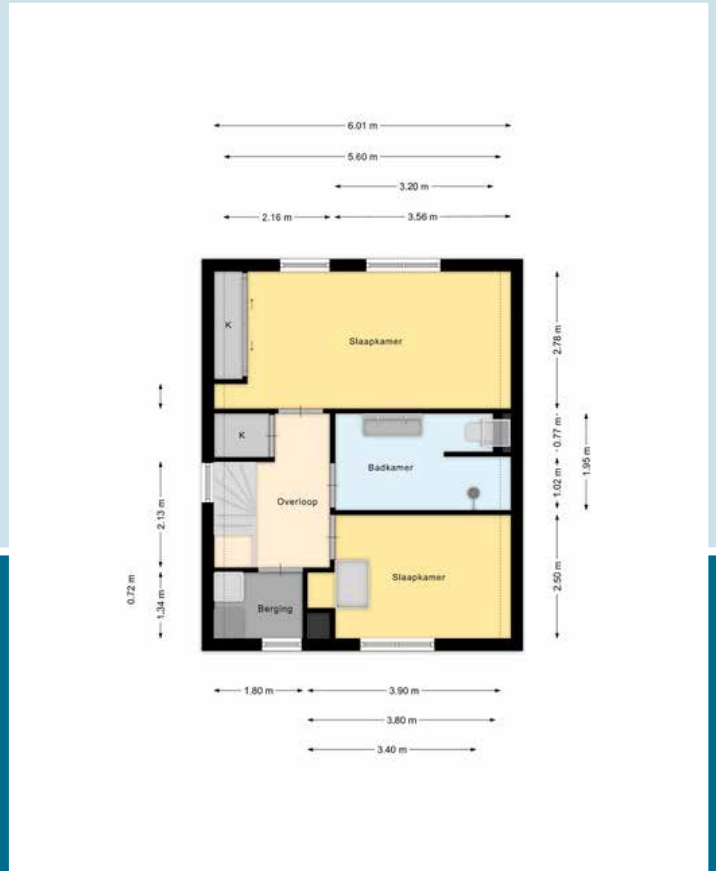 6.01 m
5.60 m
3.20 m
2.16 m
3.56 m
K
Slaapkamer
2.78 m
K
Badkamer
0.77 m
1.95 m
1.02 m
Overloop
2.13 m
Slaapkamer
2.50 m
0.72 m
1.34 m
Berging
1.80 m
3.90 m
3.80 m
3.40 m